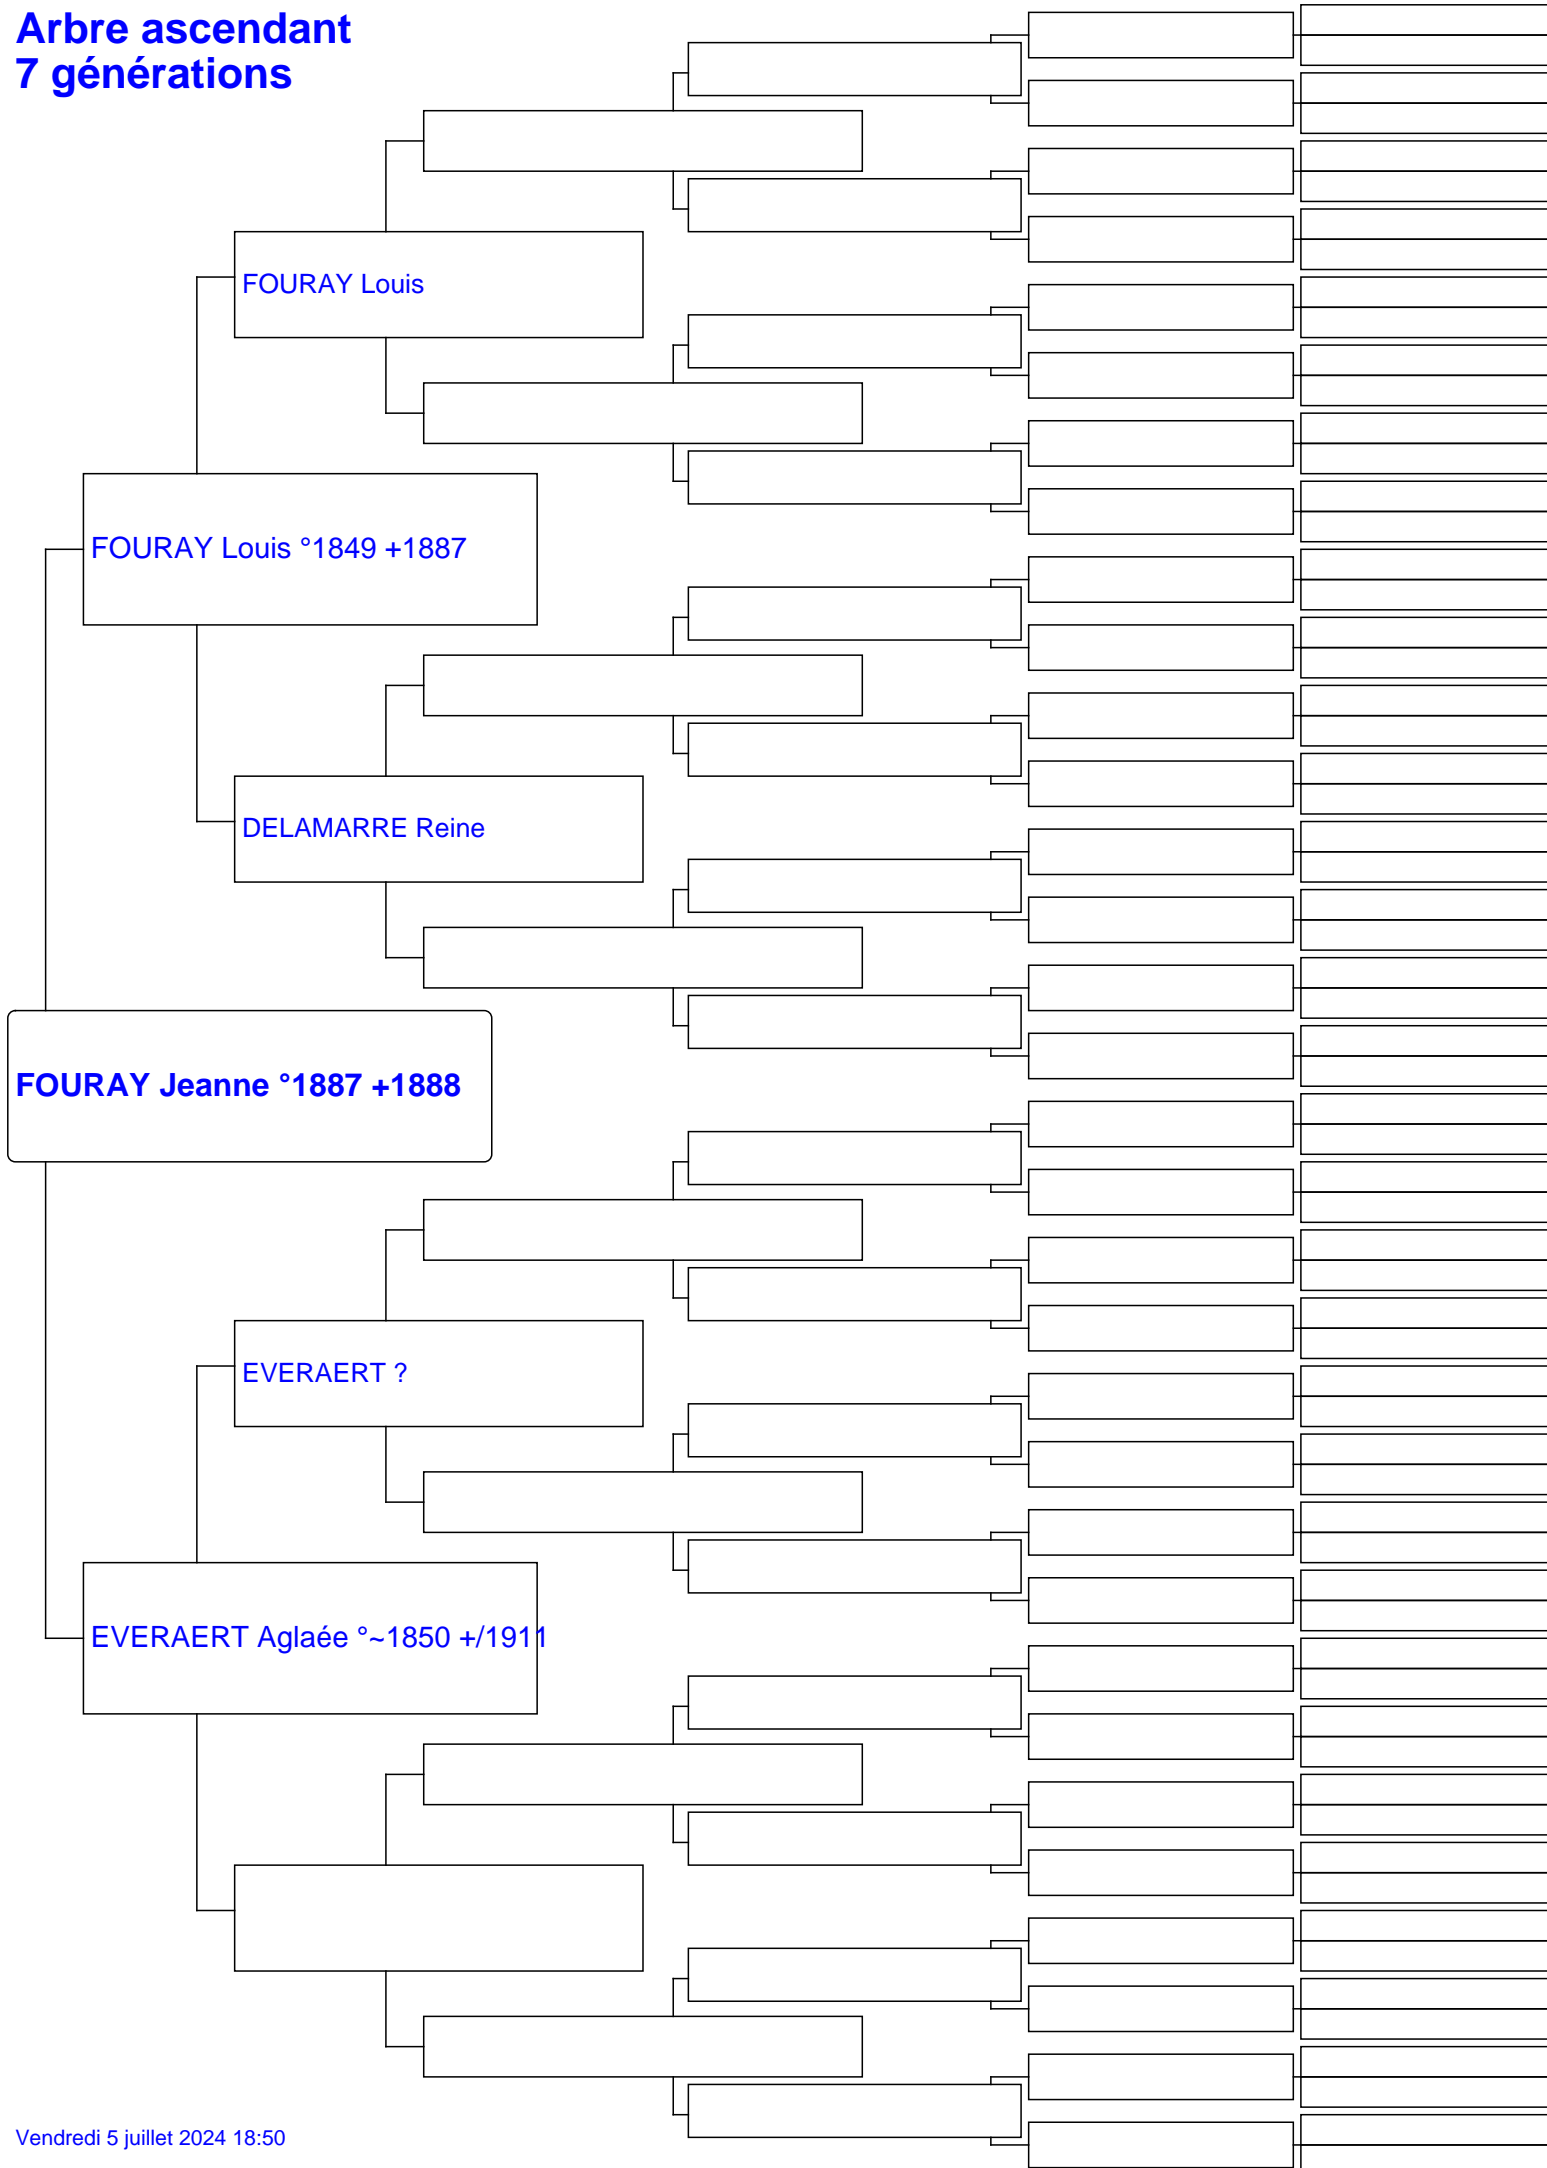 Arbre ascendant
7 générations
FOURAY Louis
FOURAY Louis °1849 +1887
DELAMARRE Reine
FOURAY Jeanne °1887 +1888
EVERAERT ?
EVERAERT Aglaée °~1850 +/1911
Vendredi 5 juillet 2024 18:50